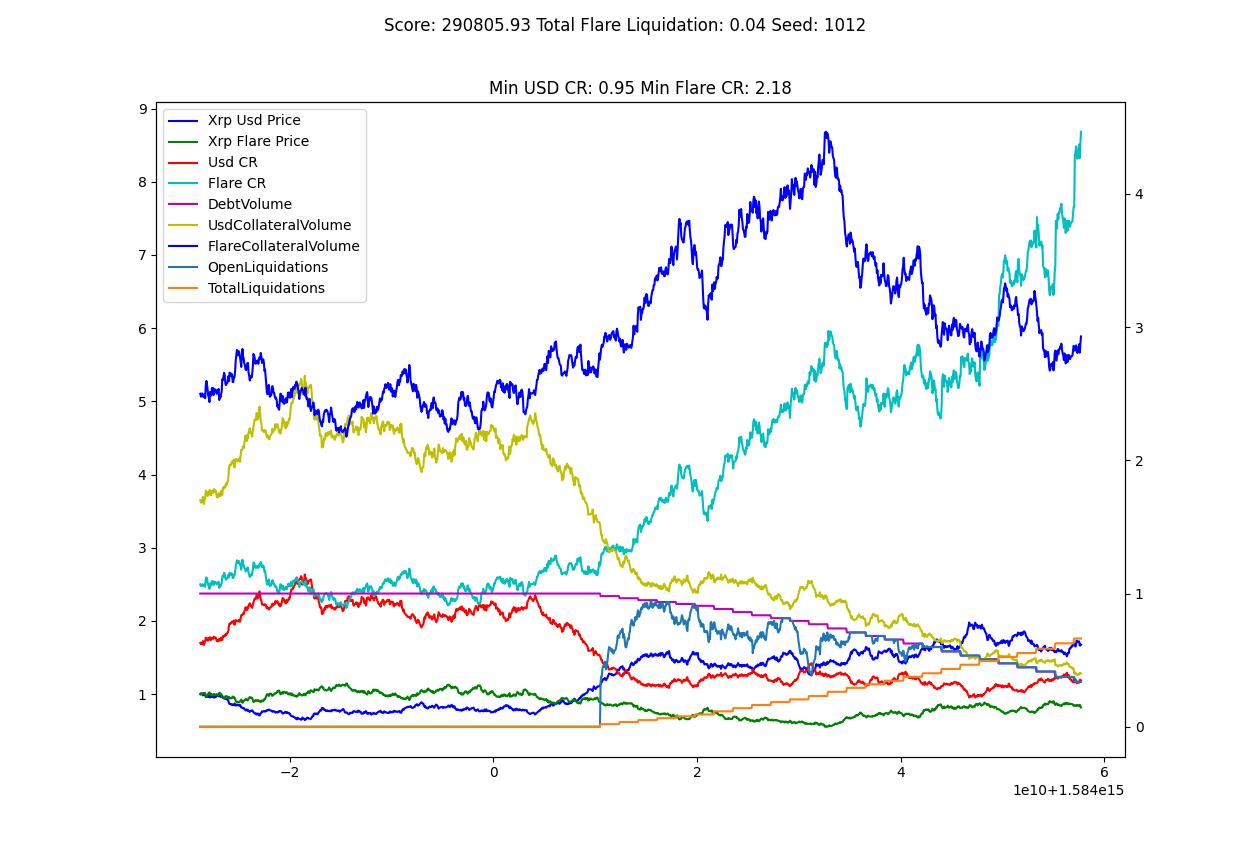 Score: 290805.93 Total Flare Liquidation: 0.04 Seed: 1012
Min USD CR: 0.95 Min Flare CR: 2.18
Xrp Usd Price
Xrp Flare Price
Usd CR
Flare CR
DebtVolume
UsdCollateralVolume
FlareCollateralVolume
OpenLiquidations
TotalLiquidations
9
8
7
6
5
4
3
2
1
4
3
2
1
0
−2
0
2
4
6
1e10+1.584e15